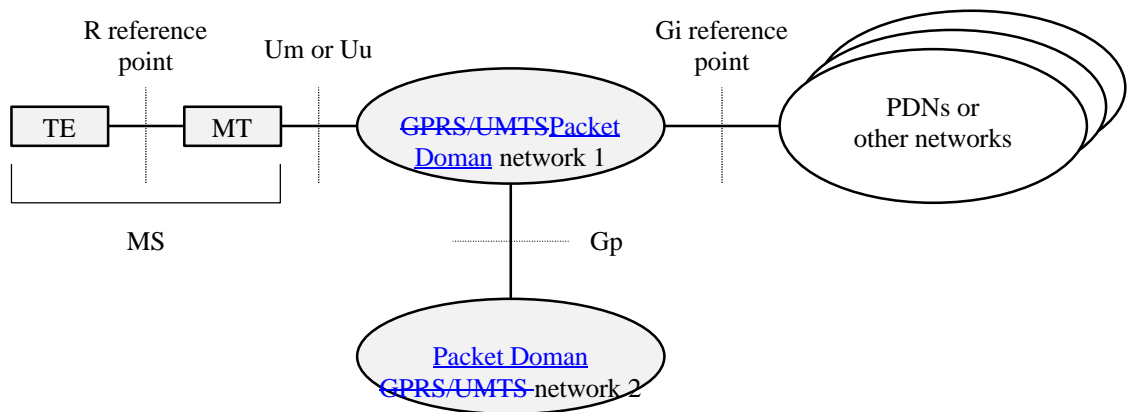 R reference
point
Um or Uu
Gi reference
point
TE
MT
GPRS/UMTSPacket
Doman network 1
PDNs or
other networks
MS
Gp
Packet Doman
GPRS/UMTS network 2